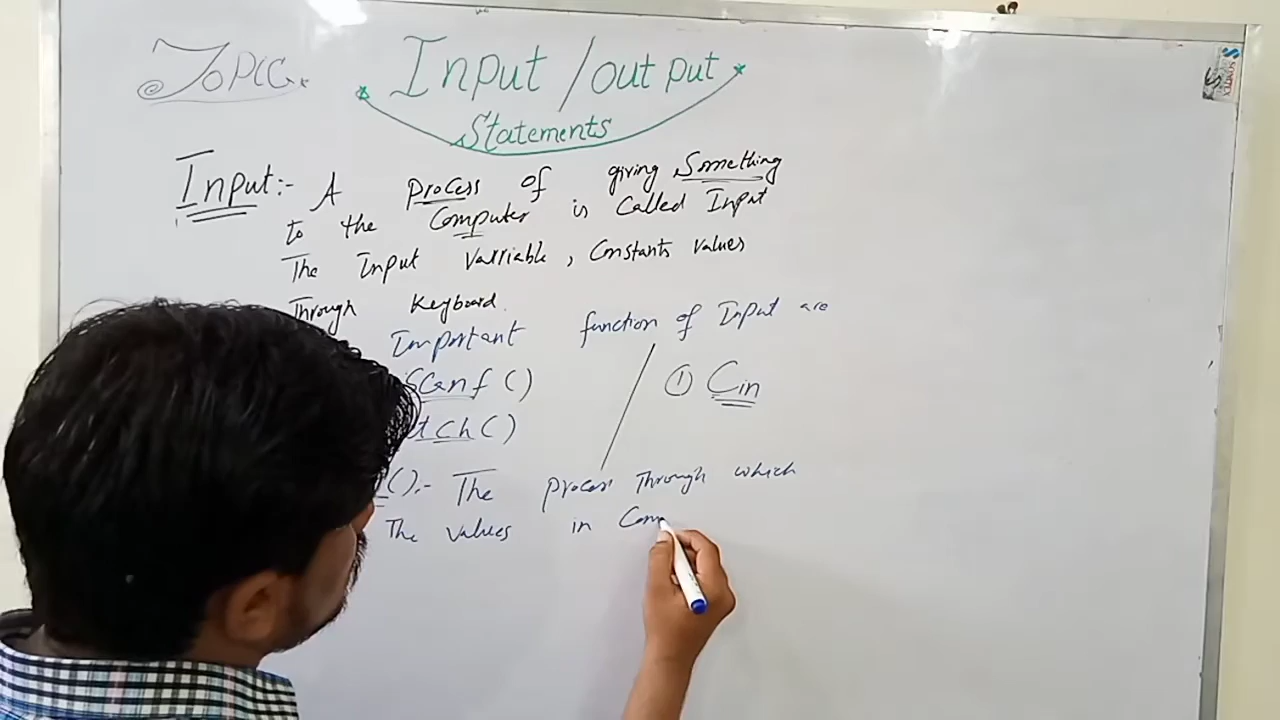 TOPIC
Input/output
Statements
Input:- A Process of giving Something
to the Computer is Called Input
The Input Varriable, Constants values
Through Keyboard.
Important function of Input are
Scanf()
① Cin
tch()
():- The process Through which
The values in Com